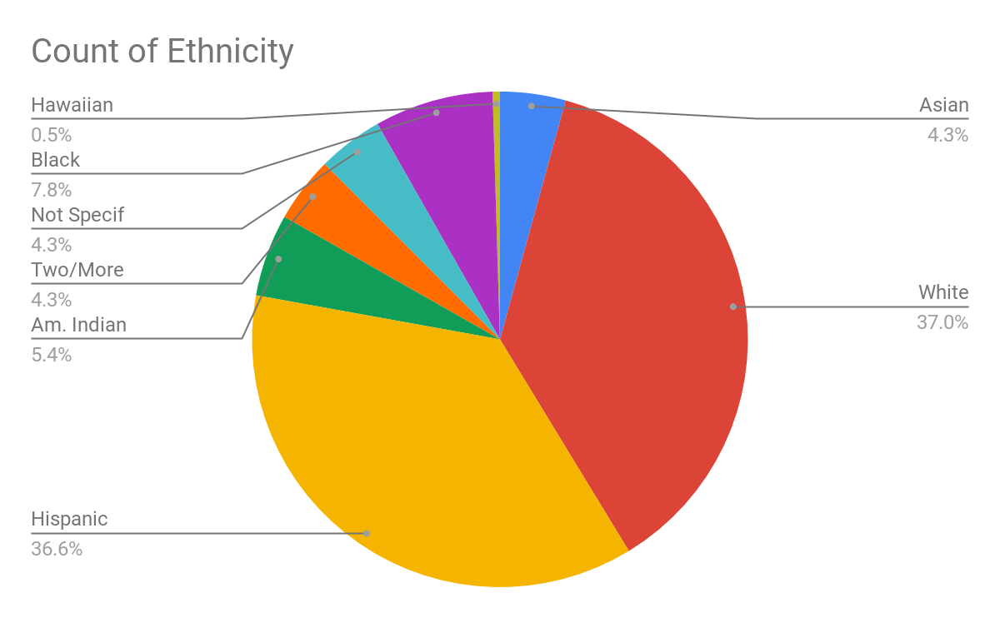 Count of Ethnicity
Hawaiian
0.5%
Black
7.8%
Not Specif
4.3%
Two/More
4.3%
Am. Indian
5.4%
Hispanic
36.6%
Asian
4.3%
White
37.0%